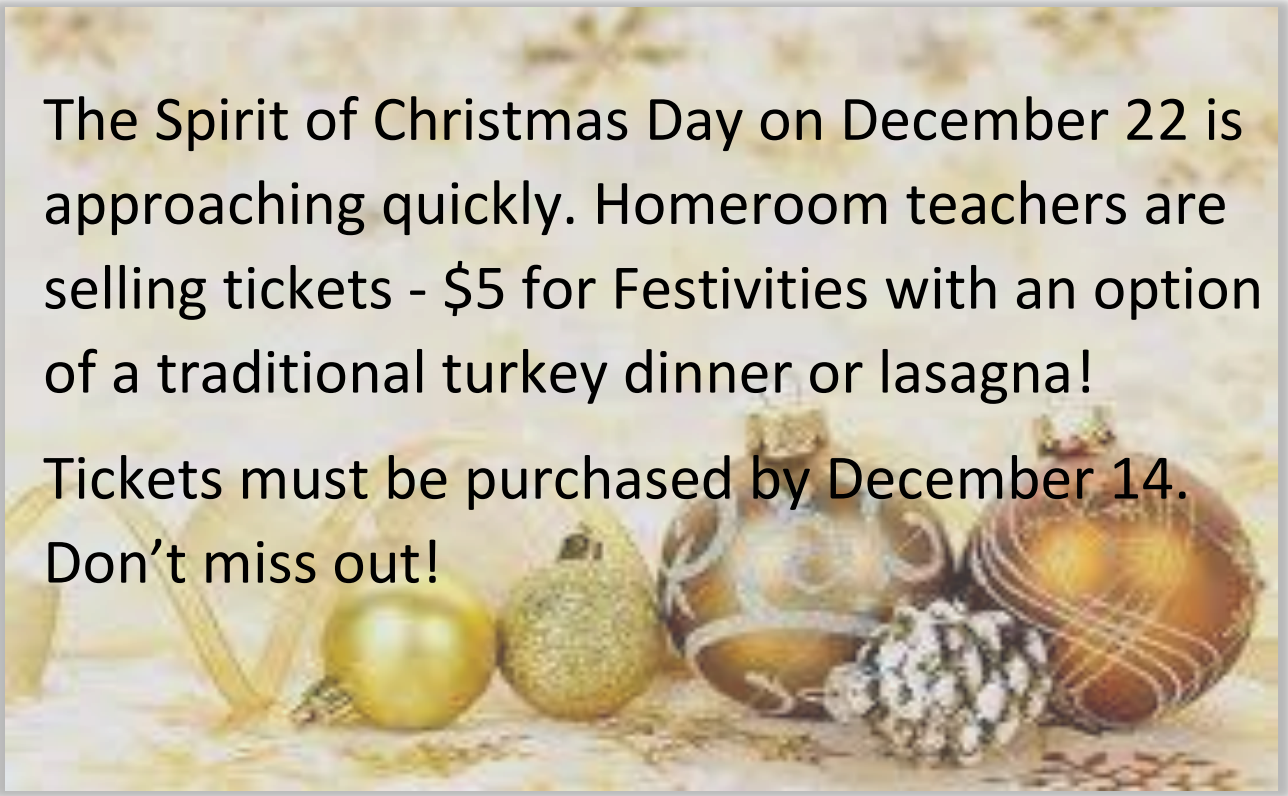 The Spirit of Christmas Day on December 22 is
approaching quickly. Homeroom teachers are
selling tickets - $5 for Festivities with an option
of a traditional turkey dinner or lasagna!
Tickets must be purchased by December 14.
Don’t miss out!